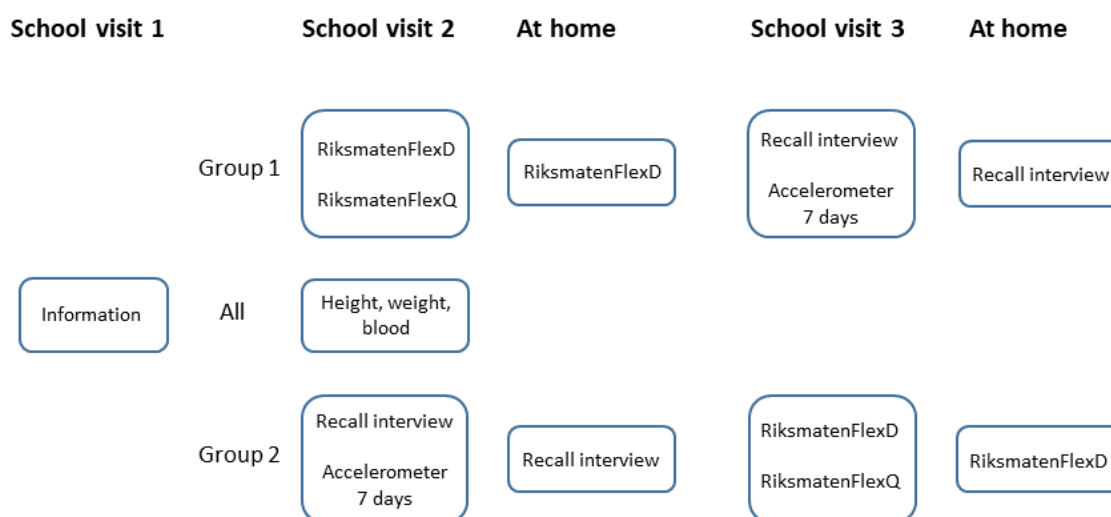 School visit 1
School visit 2
At home
School visit 3
At home
Group 1
RiksmatenFlexD
RiksmatenFlexQ
RiksmatenFlexD
Recall interview
Accelerometer
7 days
Recall interview
Information
All
Height, weight,
blood
Group 2
Recall interview
Accelerometer
7 days
Recall interview
RiksmatenFlexD
RiksmatenFlexQ
RiksmatenFlexD